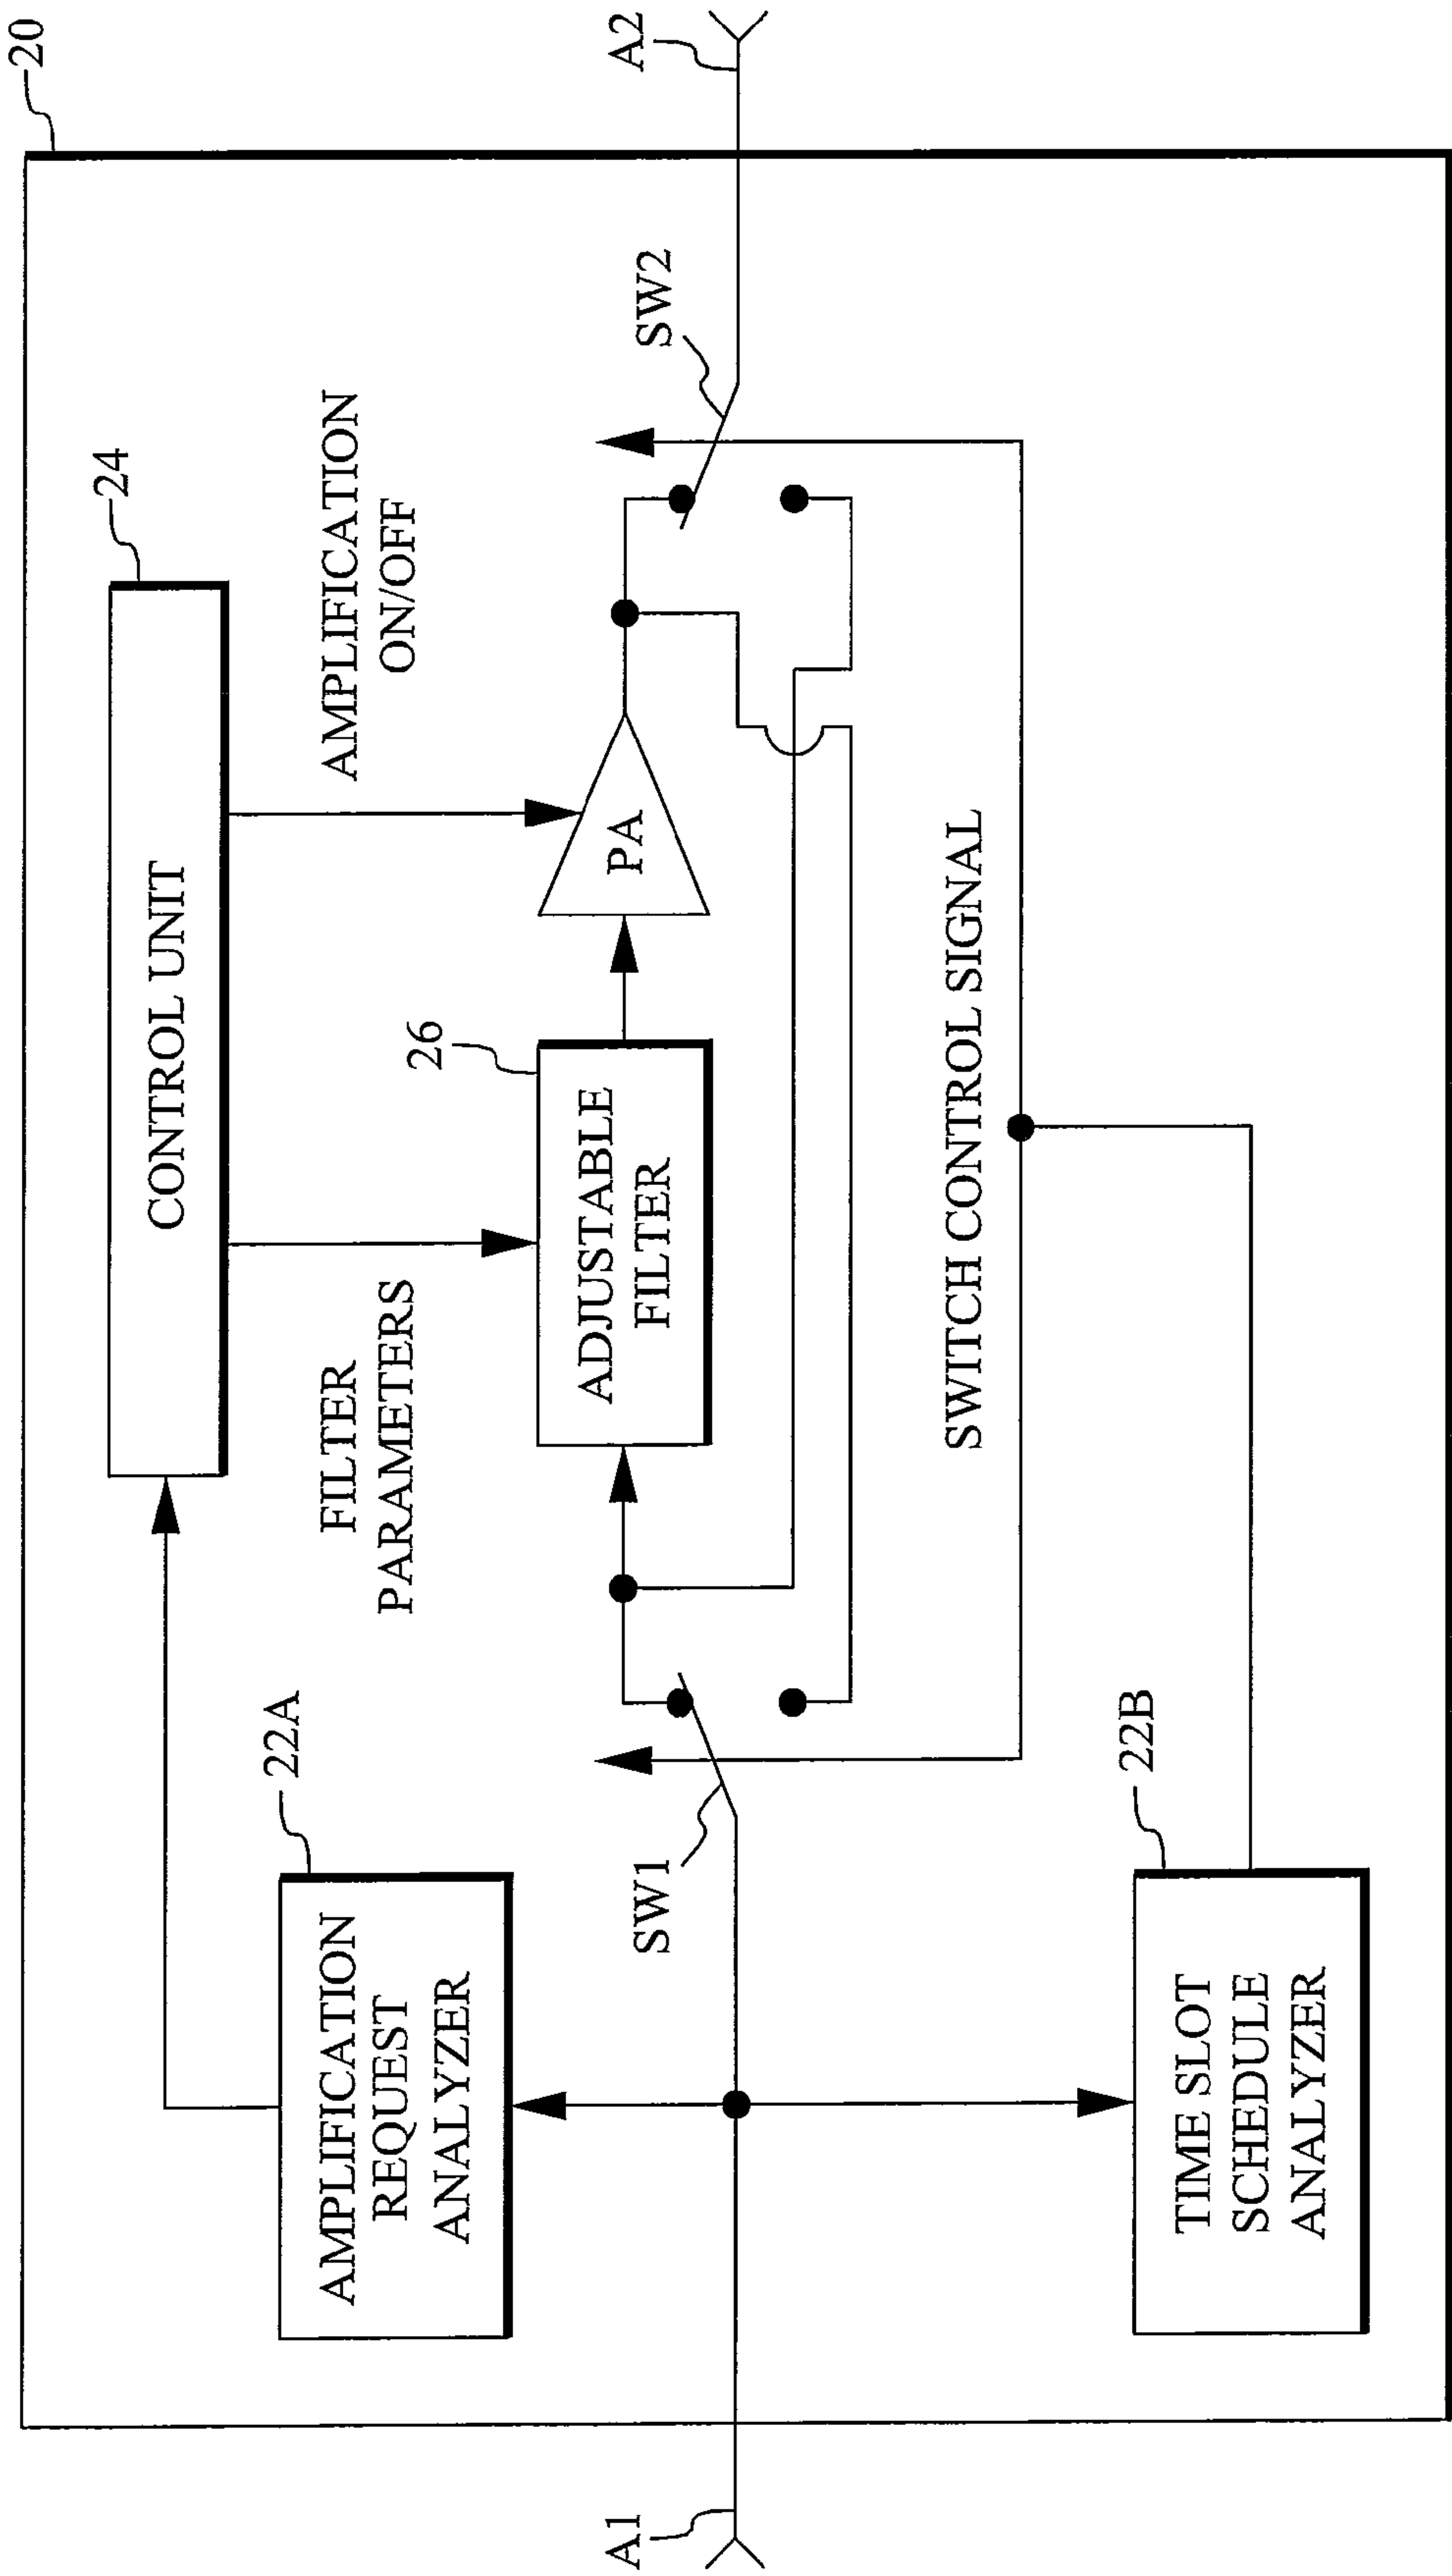 20
24
CONTROL UNIT
22A
AMPLIFICATION
REQUEST
ANALYZER
FILTER
PARAMETERS
AMPLIFICATION
ON/OFF
26
ADJUSTABLE
FILTER
PA
SW1
SW2
A1
A2
SWITCH CONTROL SIGNAL
22B
TIME SLOT
SCHEDULE
ANALYZER